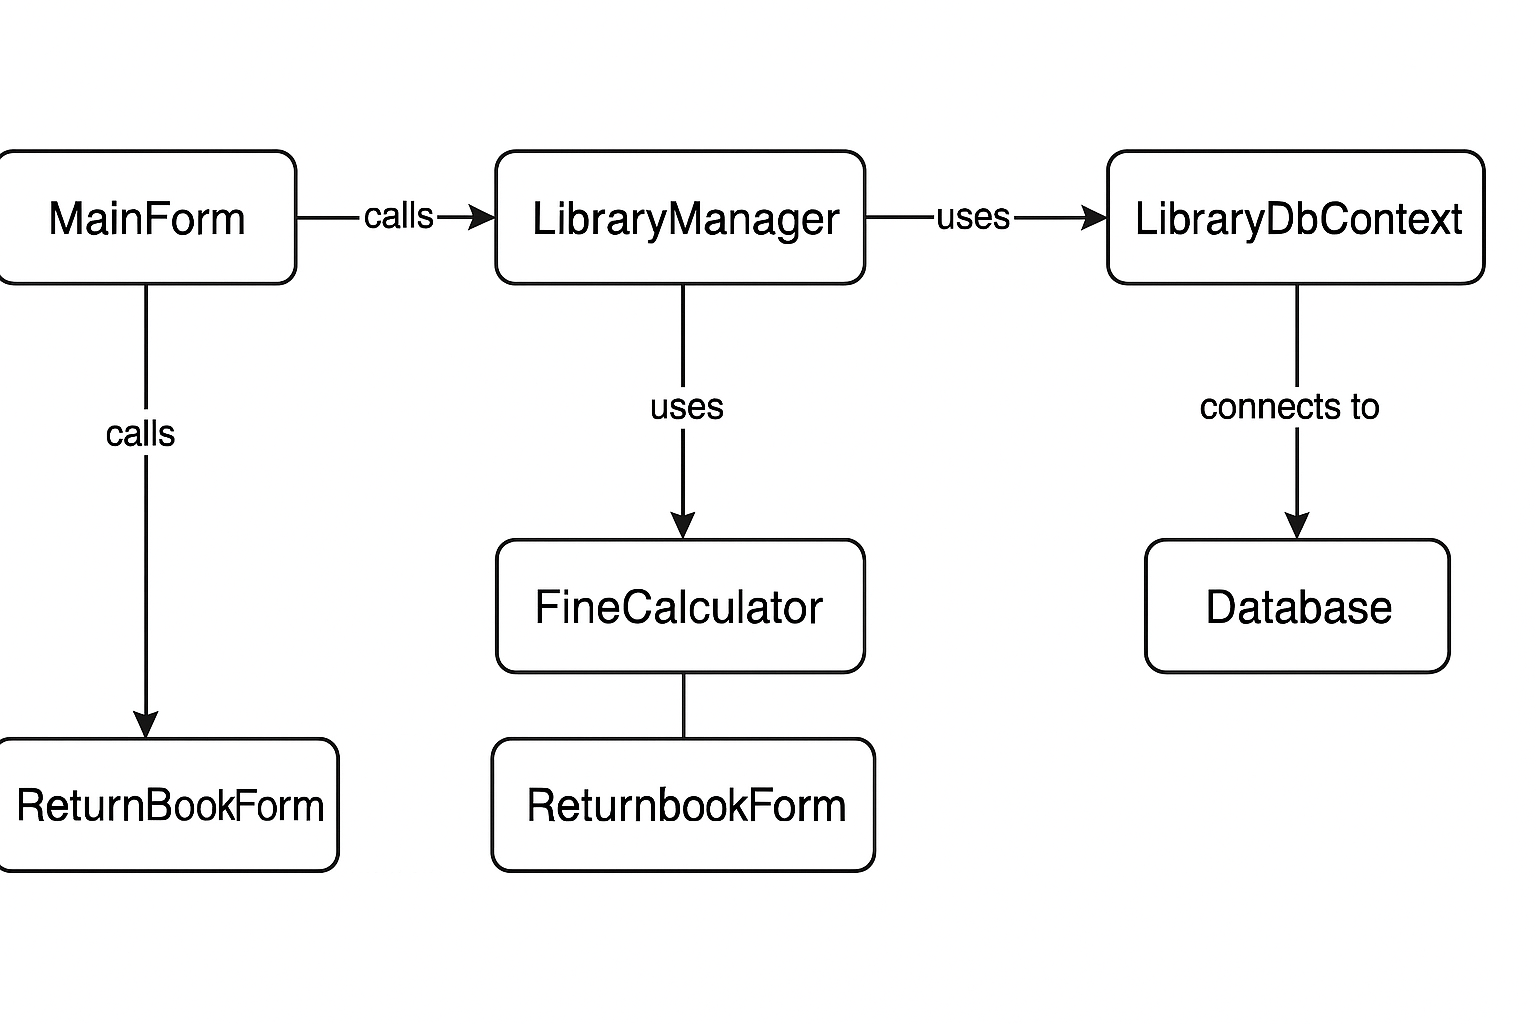 MainForm
calls
LibraryManager
uses
LibraryDbContext
calls
uses
connects to
FineCalculator
Database
ReturnBookForm
ReturnbookForm